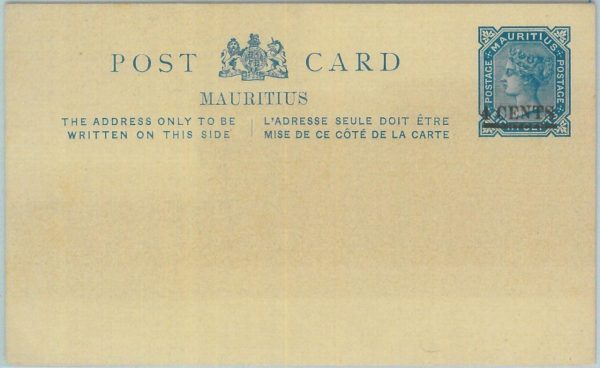 POST CARD
MAURITIUS
THE ADDRESS ONLY TO BE
WRITTEN ON THIS SIDE
L'ADRESSE SEULE DOIT ÊTRE
MISE DE CE CÔTÉ DE LA CARTE
MAURITIUS
POSTAGE
POSTAGE
4 CENTS